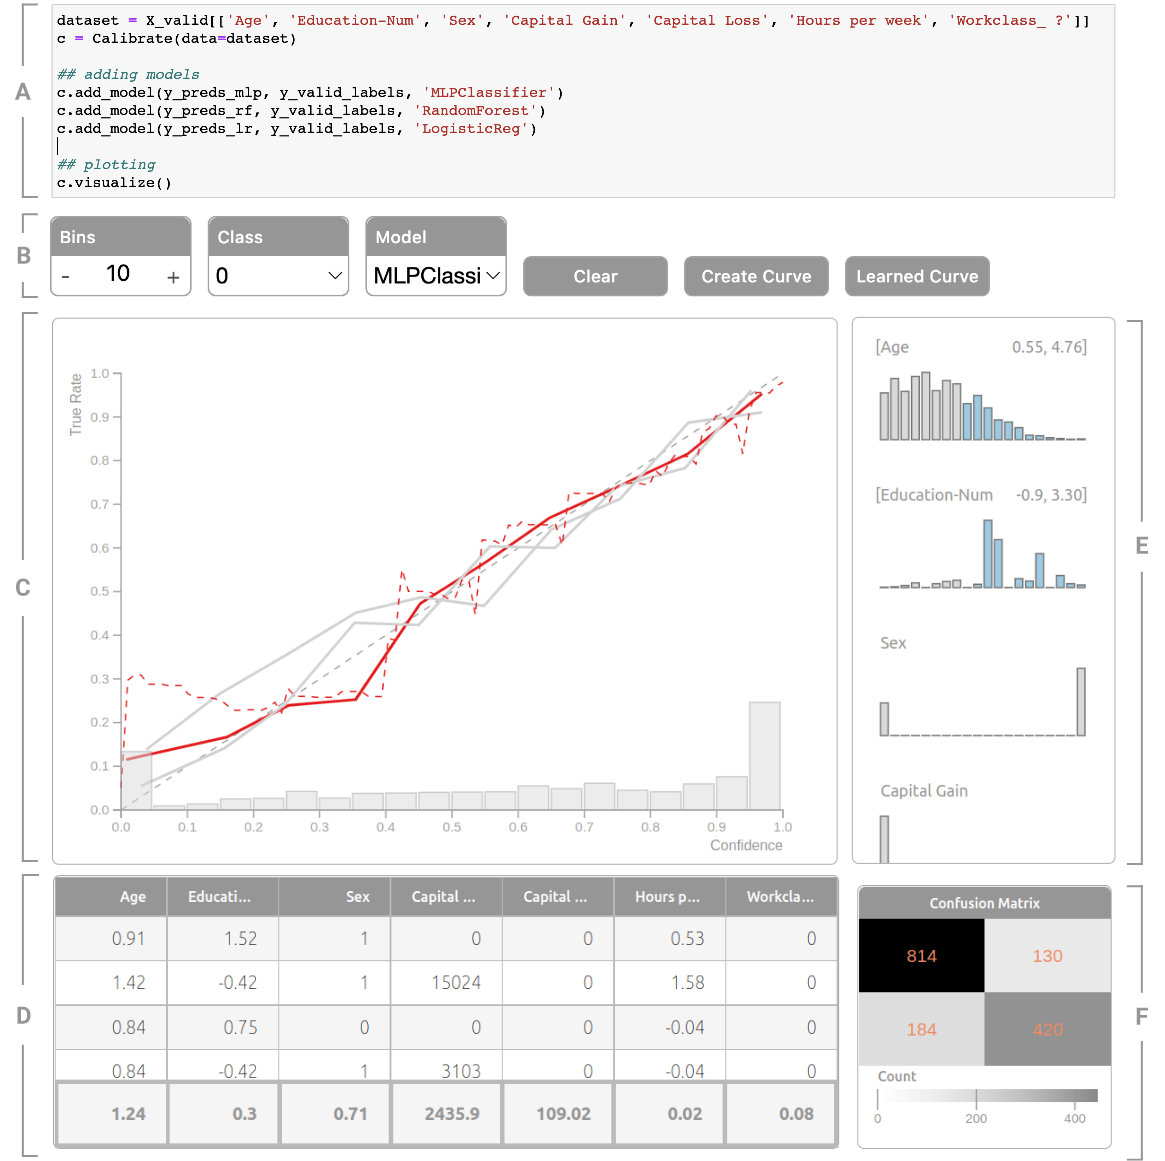 A
dataset = X_valid[['Age', 'Education-Num', 'Sex', 'Capital Gain', 'Capital Loss', 'Hours per week', 'Workclass_ ?']]
c = Calibrate(data=dataset)
## adding models
c.add_model(y_preds_mlp, y_valid_labels, 'MLPClassifier')
c.add_model(y_preds_rf, y_valid_labels, 'RandomForest')
c.add_model(y_preds_lr, y_valid_labels, 'LogisticReg')
## plotting
c.visualize()
B
Bins
- 10 +
Class
0
Model
MLPClassi
Clear
Create Curve
Learned Curve
C
True Rate
1.0
0.9
0.8
0.7
0.6
0.5
0.4
0.3
0.2
0.1
0.0
0.0 0.1 0.2 0.3 0.4 0.5 0.6 0.7 0.8 0.9 1.0
Confidence
E
[Age 0.55, 4.76]
[Education-Num -0.9, 3.30]
Sex
Capital Gain
D
Age Educati... Sex Capital ... Capital ... Hours p... Workcla...
0.91 1.52 1 0 0 0.53 0
1.42 -0.42 1 15024 0 1.58 0
0.84 0.75 0 0 0 -0.04 0
0.84 -0.42 1 3103 0 -0.04 0
1.24 0.3 0.71 2435.9 109.02 0.02 0.08
F
Confusion Matrix
814 130
184 420
Count
0 200 400